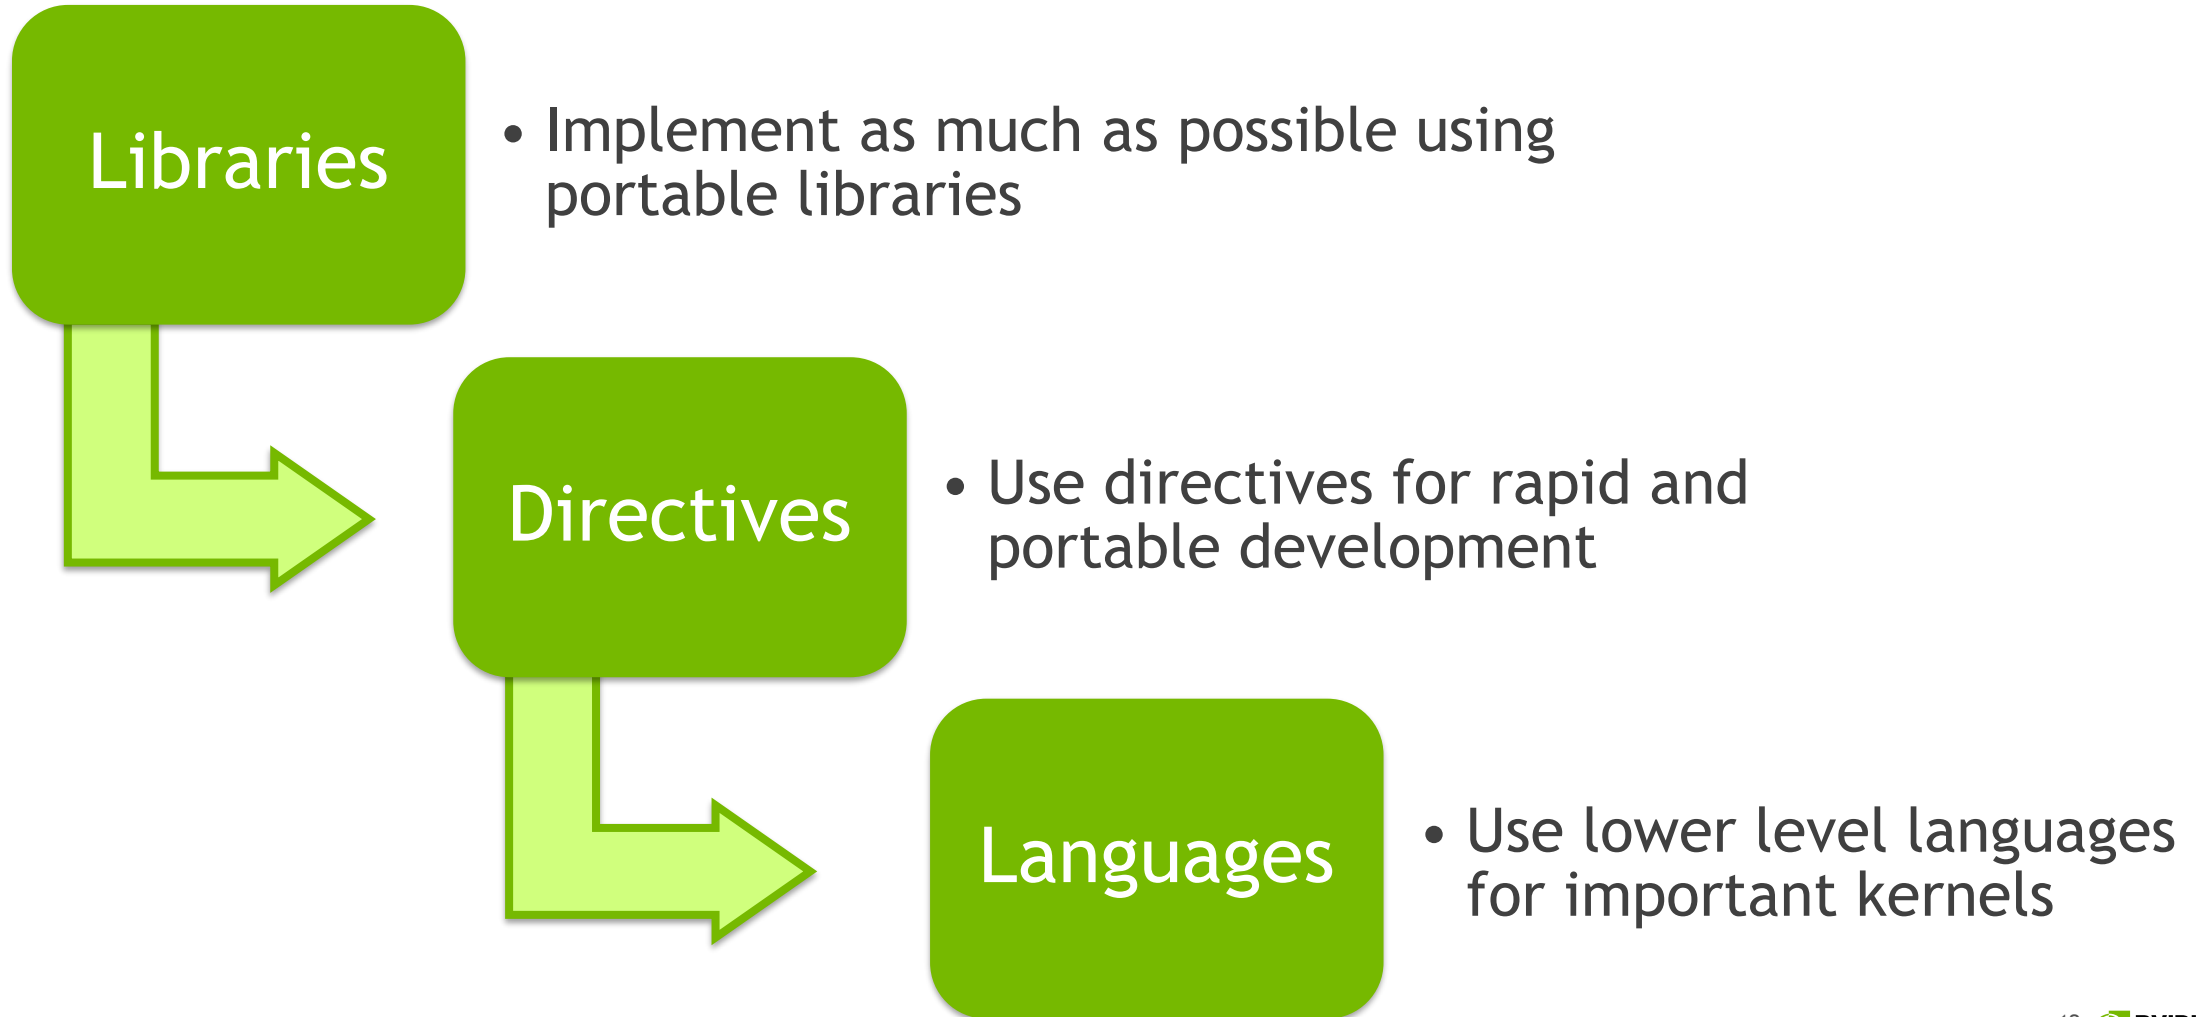 Libraries
• Implement as much as possible using
portable libraries
Directives
• Use directives for rapid and
portable development
Languages
• Use lower level languages
for important kernels